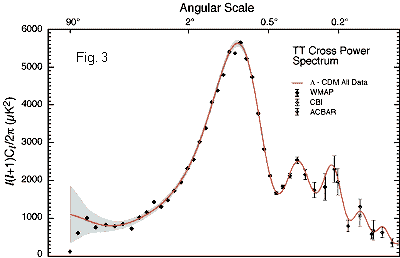 Angular Scale
90° 2° 0.5° 0.2°
6000
Fig. 3
TT Cross Power
Spectrum
Λ - CDM All Data
WMAP
CBI
ACBAR
5000
4000
3000
2000
1000
0
l(l+1)Cl/2π (μK²)